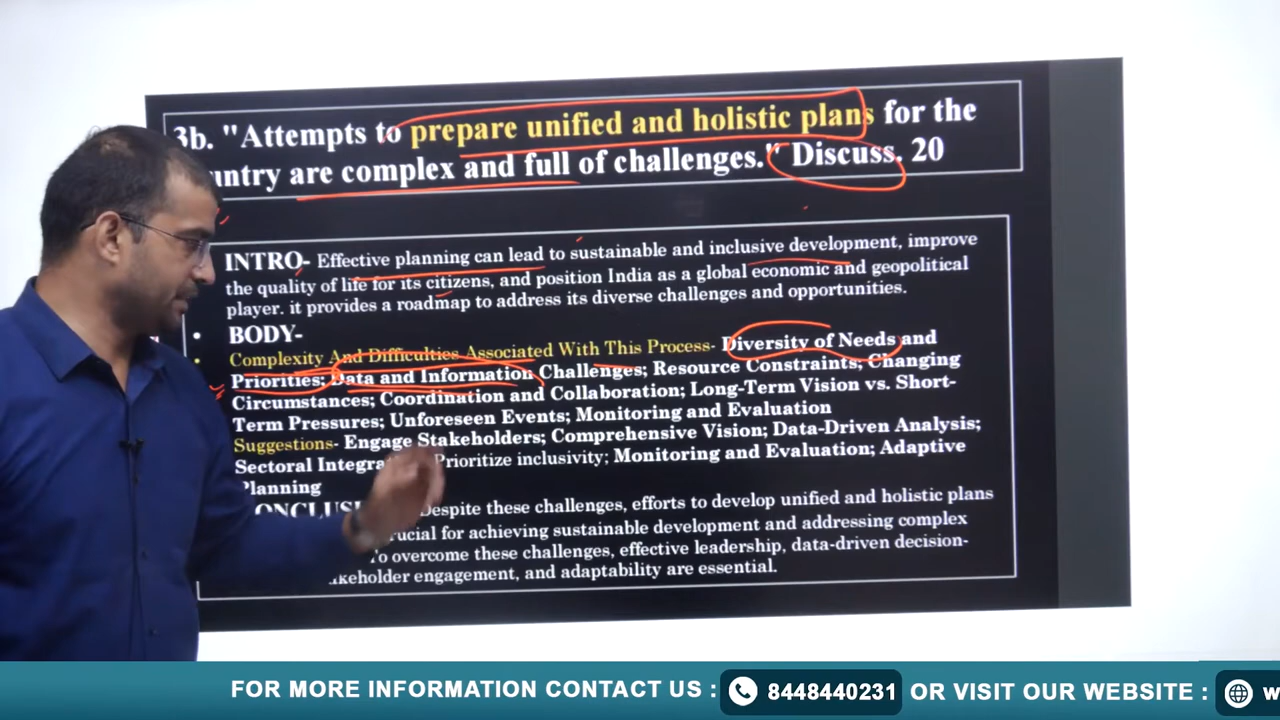 3b. "Attempts to prepare unified and holistic plans for the
are complex and full of challenges." Discuss. 20
INTRO- Effective planning can lead to sustainable and inclusive development, improve
the quality of life for its citizens, and position India as a global economic and geopolitical
player. it provides a roadmap to address its diverse challenges and opportunities.
• BODY-
• Complexity And Difficulties Associated With This Process- Diversity of Needs and
Priorities; Data and Information Challenges; Resource Constraints; Changing
Circumstances; Coordination and Collaboration; Long-Term Vision vs. Short-
Term Pressures; Unforeseen Events; Monitoring and Evaluation
Suggestions- Engage Stakeholders; Comprehensive Vision; Data-Driven Analysis;
Sectoral Prioritize inclusivity; Monitoring and Evaluation; Adaptive
Planning
Despite these challenges, efforts to develop unified and holistic plans
for achieving sustainable development and addressing complex
To overcome these challenges, effective leadership, data-driven decision-
engagement, and adaptability are essential.
FOR MORE INFORMATION CONTACT US : 8448440231 OR VISIT OUR WEBSITE : w